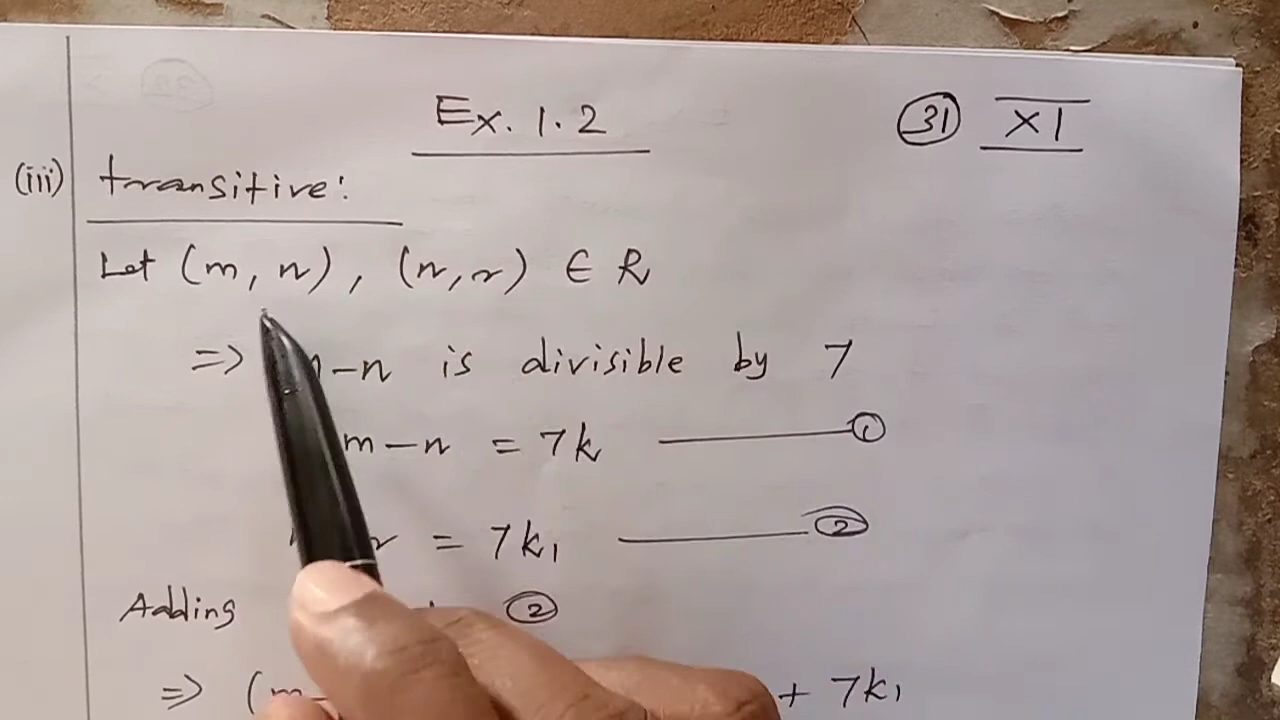 Ex. 1.2 31 XI
(iii) transitive:
Let (m, n), (n, r) ∈ R
=> -n is divisible by 7
m-n = 7k 1
= 7k₁ 2
Adding 2
=> (m- + 7k₁